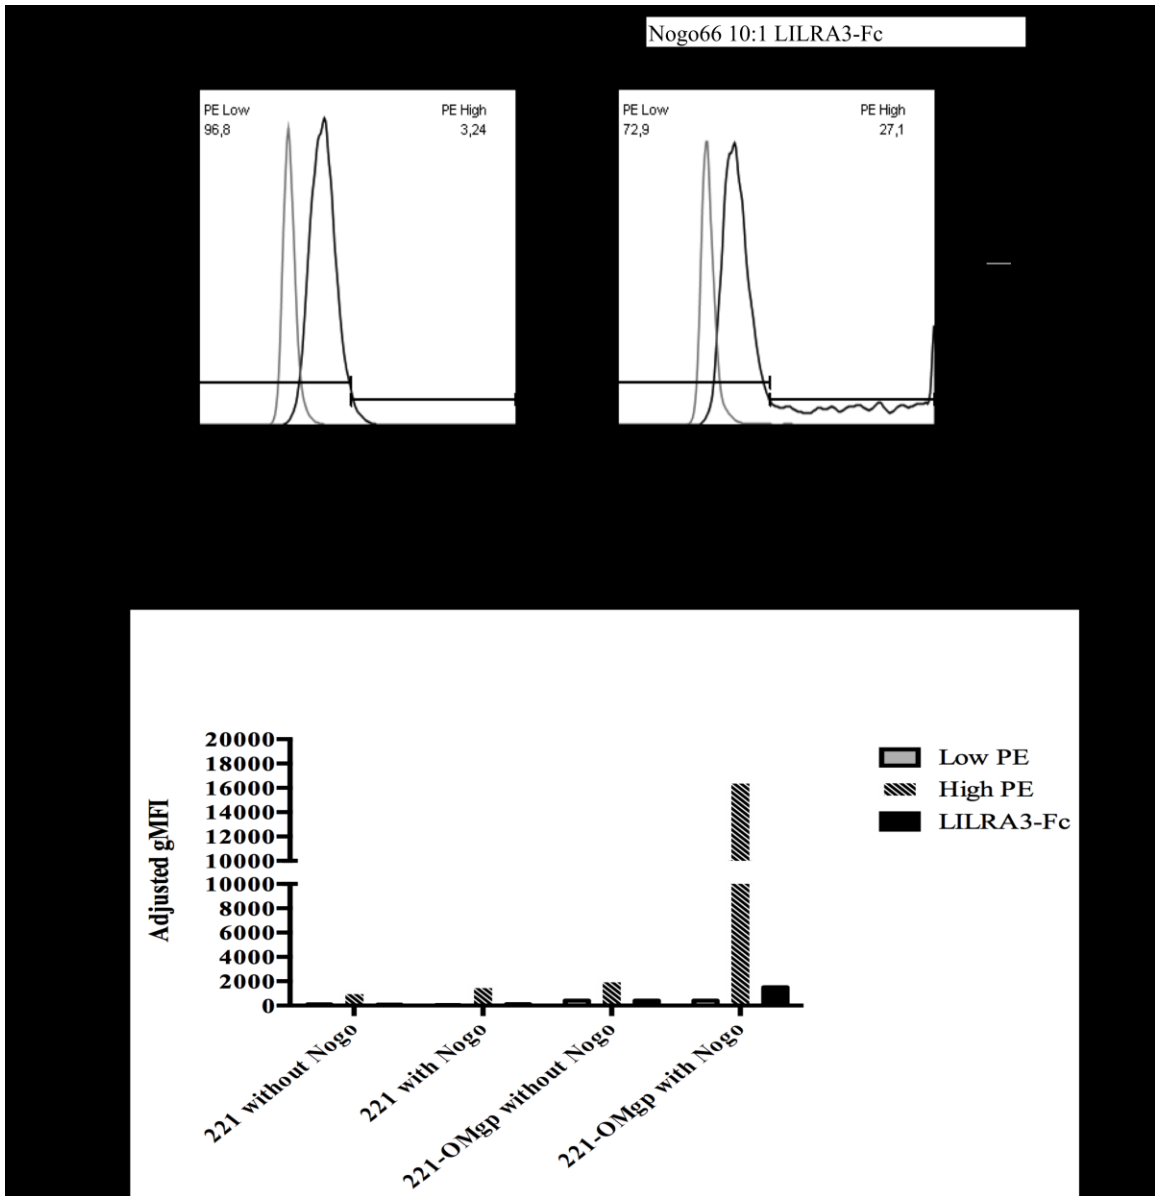 Nogo66 10:1 LILRA3-Fc
PE Low PE High
96,8 3,24
PE Low PE High
72,9 27,1
Adjusted gMFI
20000
18000
16000
14000
12000
10000
10000
8000
6000
4000
2000
0
Low PE
High PE
LILRA3-Fc
221 without Nogo
221 with Nogo
221-OMgp without Nogo
221-OMgp with Nogo